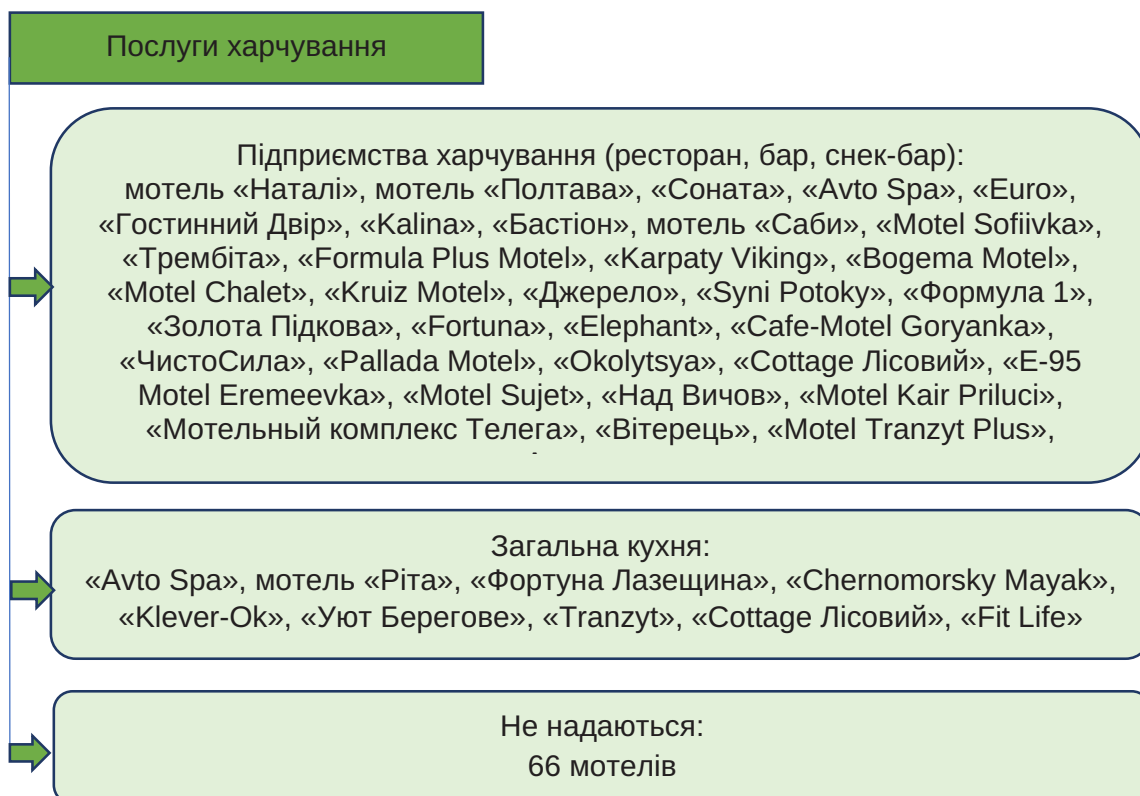 Послуги харчування
Підприємства харчування (ресторан, бар, снек-бар):
мотель «Наталі», мотель «Полтава», «Соната», «Avto Spa», «Euro»,
«Гостинний Двір», «Kalina», «Бастіон», мотель «Саби», «Motel Sofiivka»,
«Трембіта», «Formula Plus Motel», «Karpaty Viking», «Bogema Motel»,
«Motel Chalet», «Kruiz Motel», «Джерело», «Syni Potoky», «Формула 1»,
«Золота Підкова», «Fortuna», «Elephant», «Cafe-Motel Goryanka»,
«ЧистоСила», «Pallada Motel», «Okolytsya», «Cottage Лісовий», «E-95
Motel Eremeevka», «Motel Sujet», «Над Вичов», «Motel Kair Priluci»,
«Мотельный комплекс Телега», «Вітерець», «Motel Tranzyt Plus»,
Загальна кухня:
«Avto Spa», мотель «Ріта», «Фортуна Лазещина», «Chernomorsky Mayak»,
«Klever-Ok», «Уют Берегове», «Tranzyt», «Cottage Лісовий», «Fit Life»
Не надаються:
66 мотелів